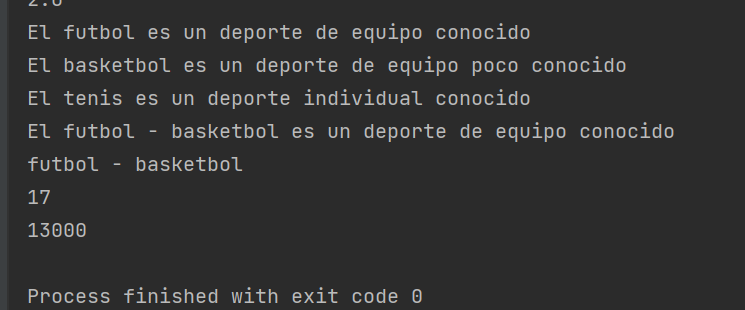 El futbol es un deporte de equipo conocido
El basketbol es un deporte de equipo poco conocido
El tenis es un deporte individual conocido
El futbol - basketbol es un deporte de equipo conocido
futbol - basketbol
17
13000
Process finished with exit code 0